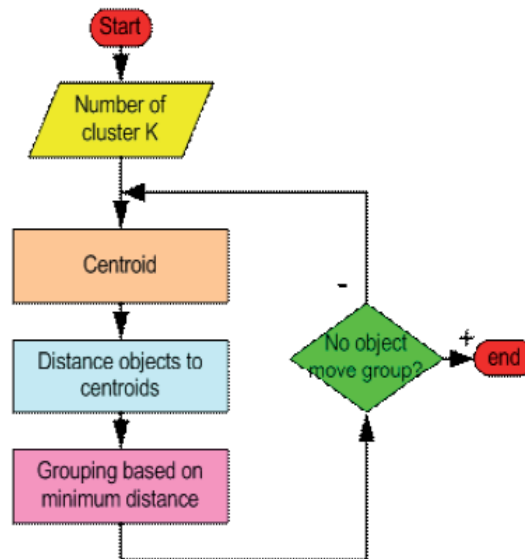 Start
Number of
cluster K
Centroid
Distance objects to
centroids
Grouping based on
minimum distance
-
No object
move group?
+
end